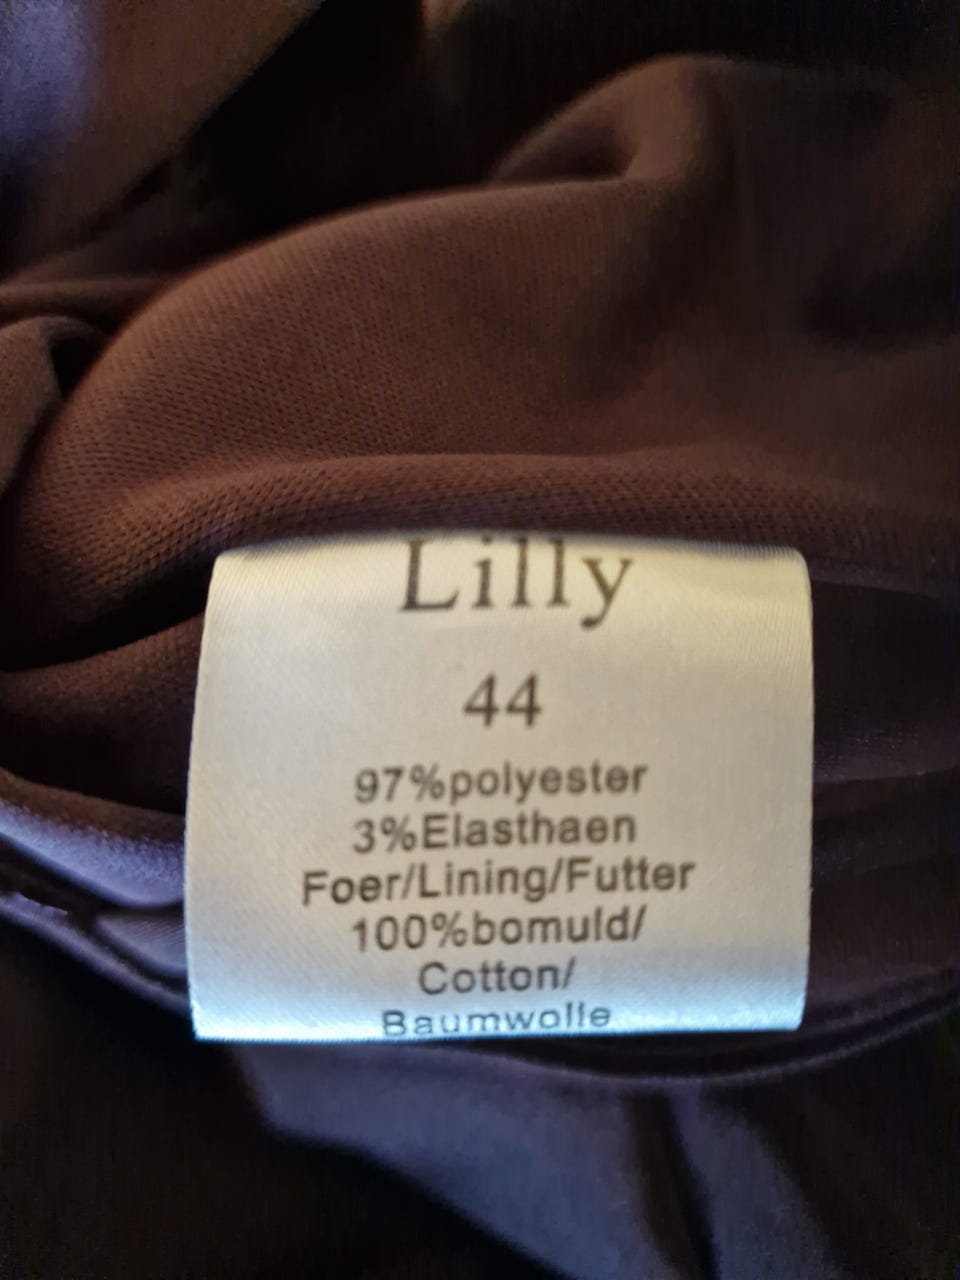 Lilly
44
97%polyester
3%Elasthaen
Foer/Lining/Futter
100%bomuld/
Cotton/
Baumwolle